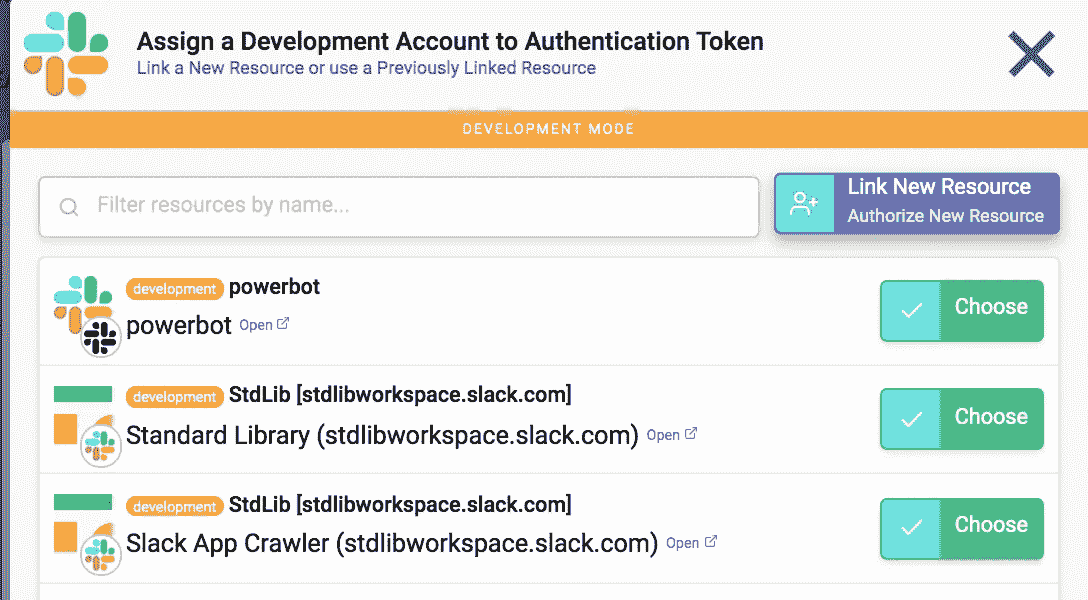 Assign a Development Account to Authentication Token
Link a New Resource or use a Previously Linked Resource
DEVELOPMENT MODE
Filter resources by name...
Link New Resource
Authorize New Resource
development powerbot
powerbot Open
Choose
development StdLib [stdlibworkspace.slack.com]
Standard Library (stdlibworkspace.slack.com) Open
Choose
development StdLib [stdlibworkspace.slack.com]
Slack App Crawler (stdlibworkspace.slack.com) Open
Choose